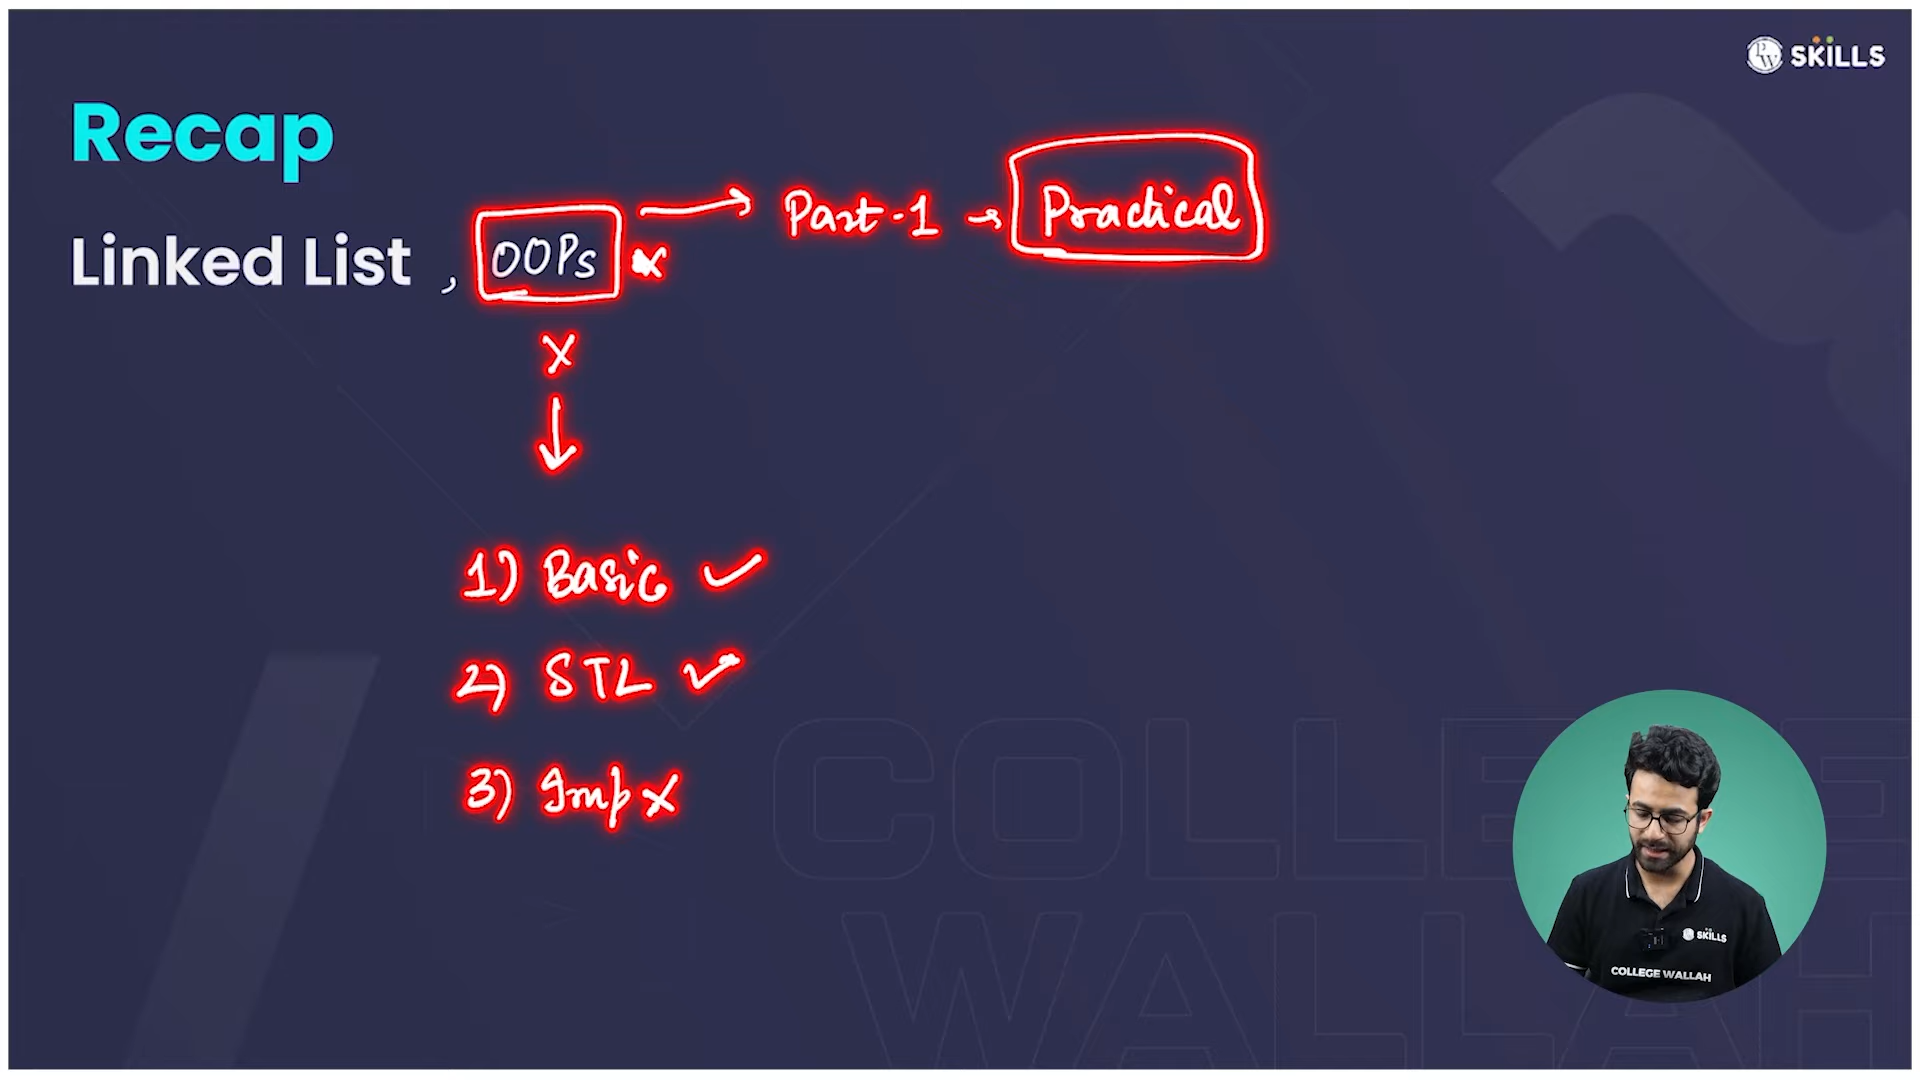 PW SKILLS
Recap
Linked List , OOPs x → Part-1 → Practical
x
↓
1) Basic ✓
2) STL ✓
3) Imp x
COLLEGE
WALLAH
SKILLS
COLLEGE WALLAH